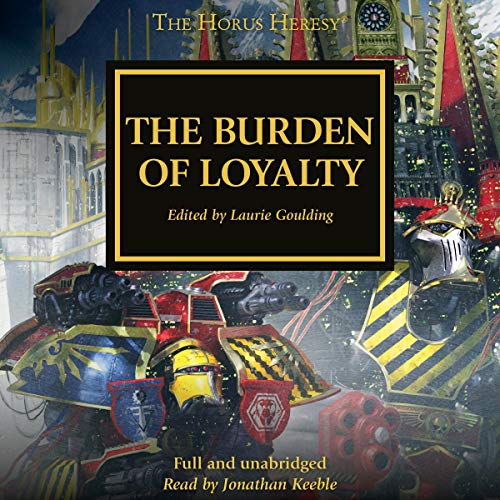 THE HORUS HERESY®
THE BURDEN
OF LOYALTY
Edited by Laurie Goulding
Full and unabridged
Read by Jonathan Keeble